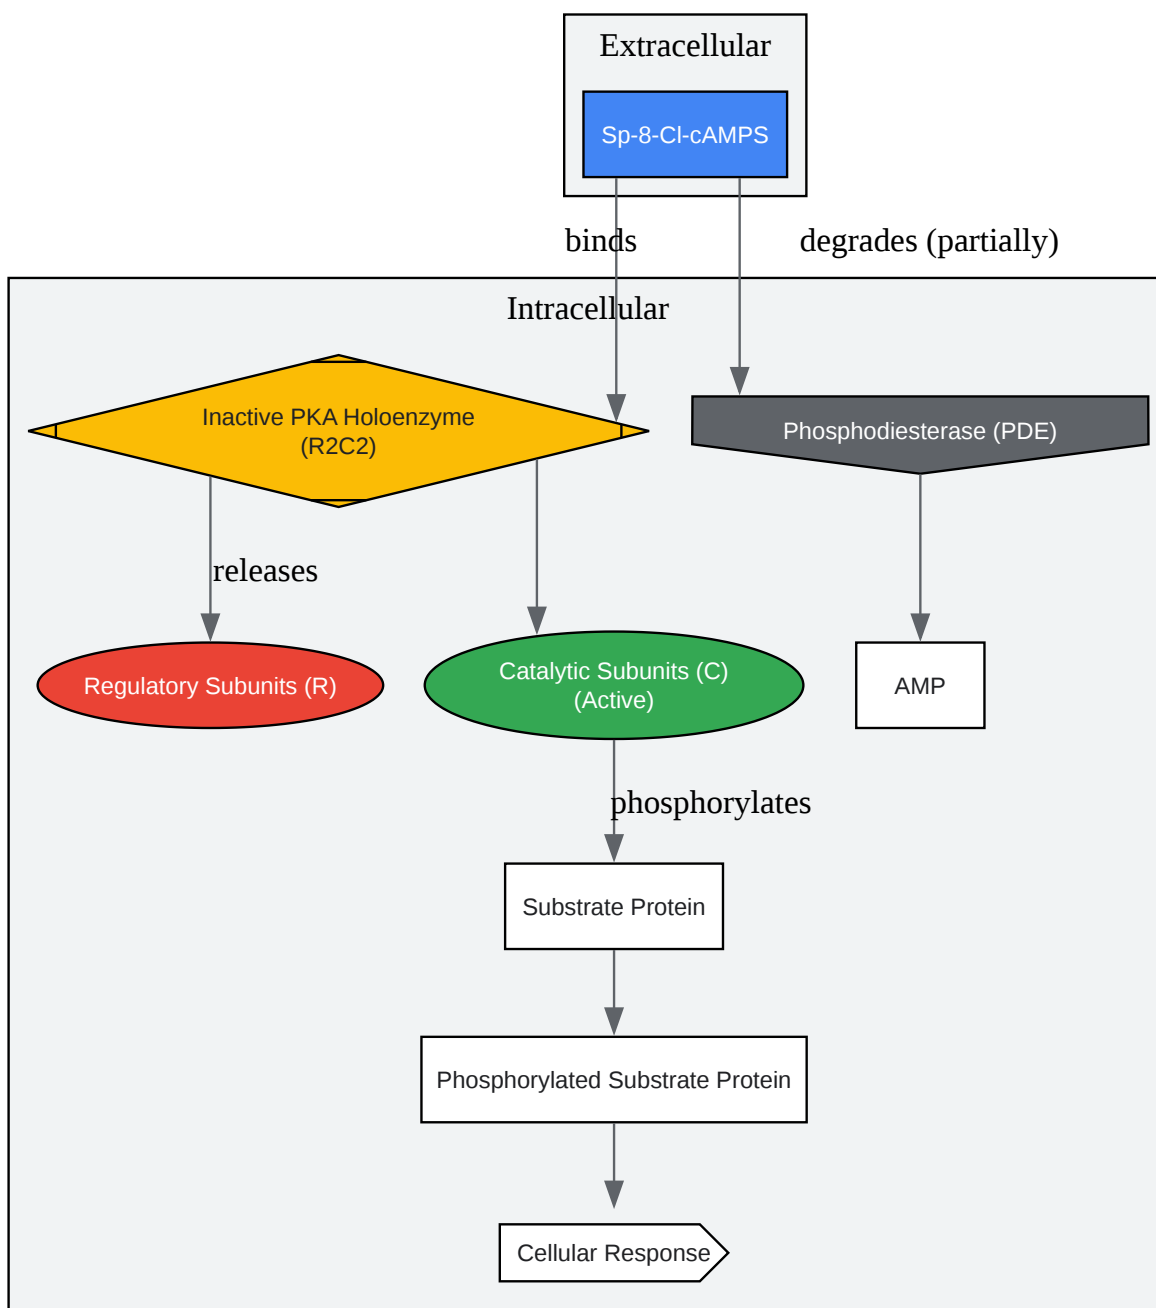 Extracellular
Sp-8-Cl-cAMPS
binds
degrades (partially)
Intracellular
Inactive PKA Holoenzyme
(R2C2)
Phosphodiesterase (PDE)
releases
Regulatory Subunits (R)
Catalytic Subunits (C)
(Active)
AMP
phosphorylates
Substrate Protein
Phosphorylated Substrate Protein
Cellular Response